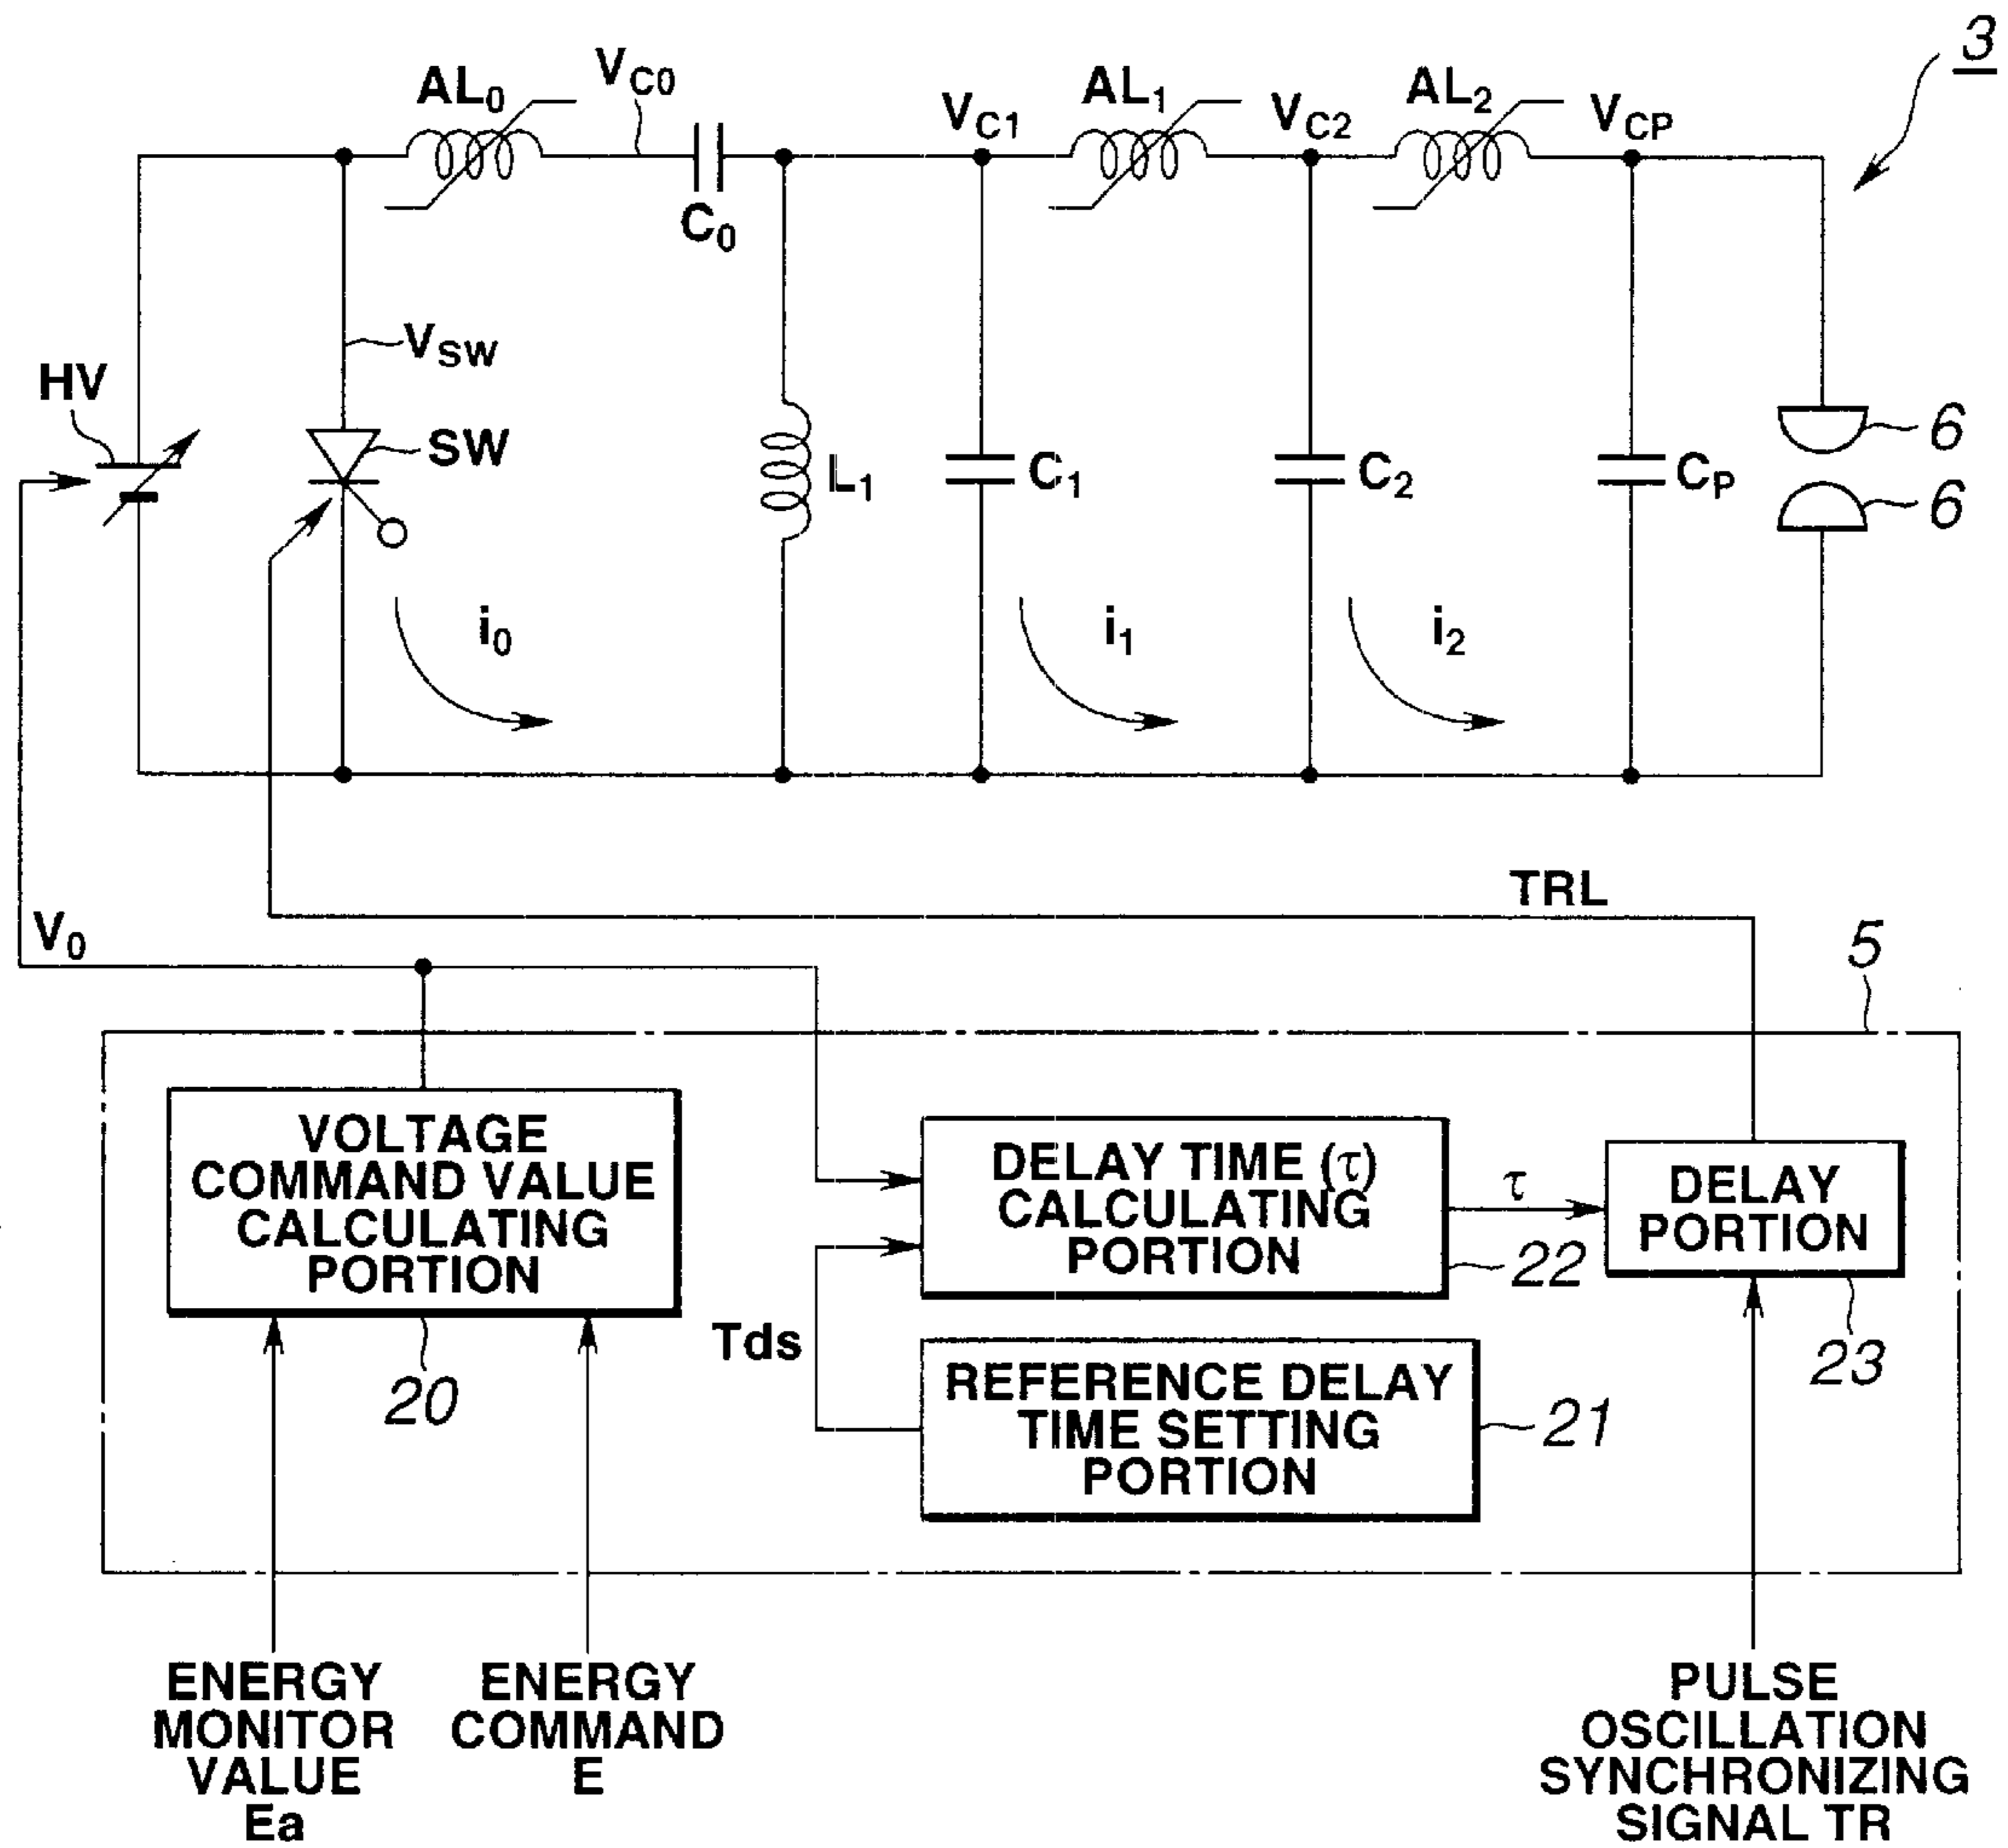 3
AL0
VC0
VC1
AL1
VC2
AL2
VCP
C0
VSW
HV
SW
L1
C1
C2
CP
6
6
i0
i1
i2
TRL
V0
5
VOLTAGE
COMMAND VALUE
CALCULATING
PORTION
DELAY TIME (τ)
CALCULATING
PORTION
τ
DELAY
PORTION
22
23
20
Tds
REFERENCE DELAY
TIME SETTING
PORTION
21
ENERGY
MONITOR
VALUE
Ea
ENERGY
COMMAND
E
PULSE
OSCILLATION
SYNCHRONIZING
SIGNAL TR